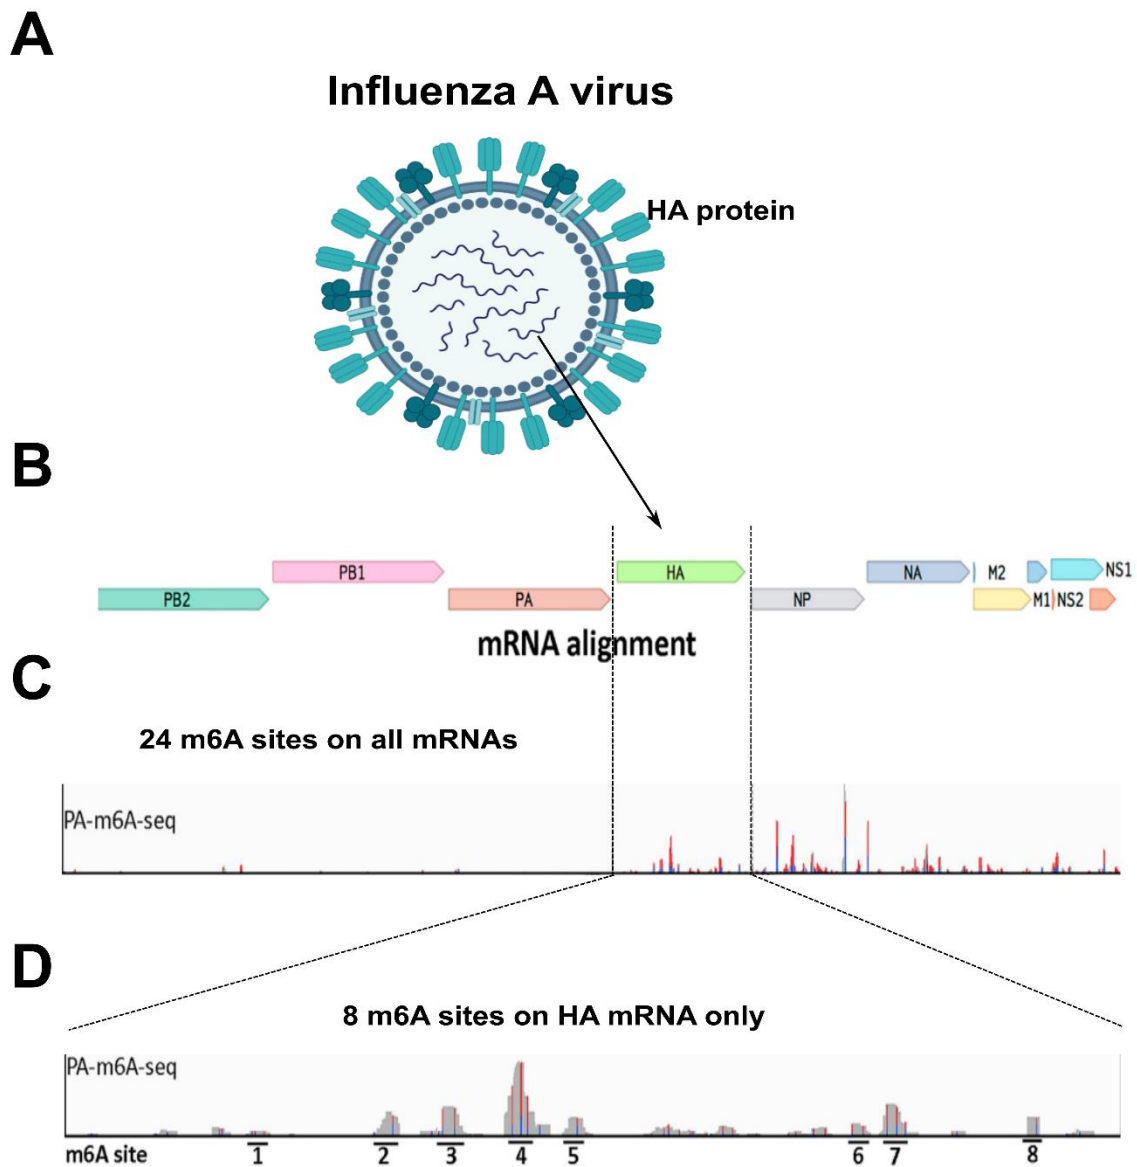 A
Influenza A virus
HA protein
B
PB1 HA NA M2 NS1
PB2 PA NP M1 NS2
mRNA alignment
C
24 m6A sites on all mRNAs
PA-m6A-seq
D
8 m6A sites on HA mRNA only
PA-m6A-seq
m6A site 1 2 3 4 5 6 7 8